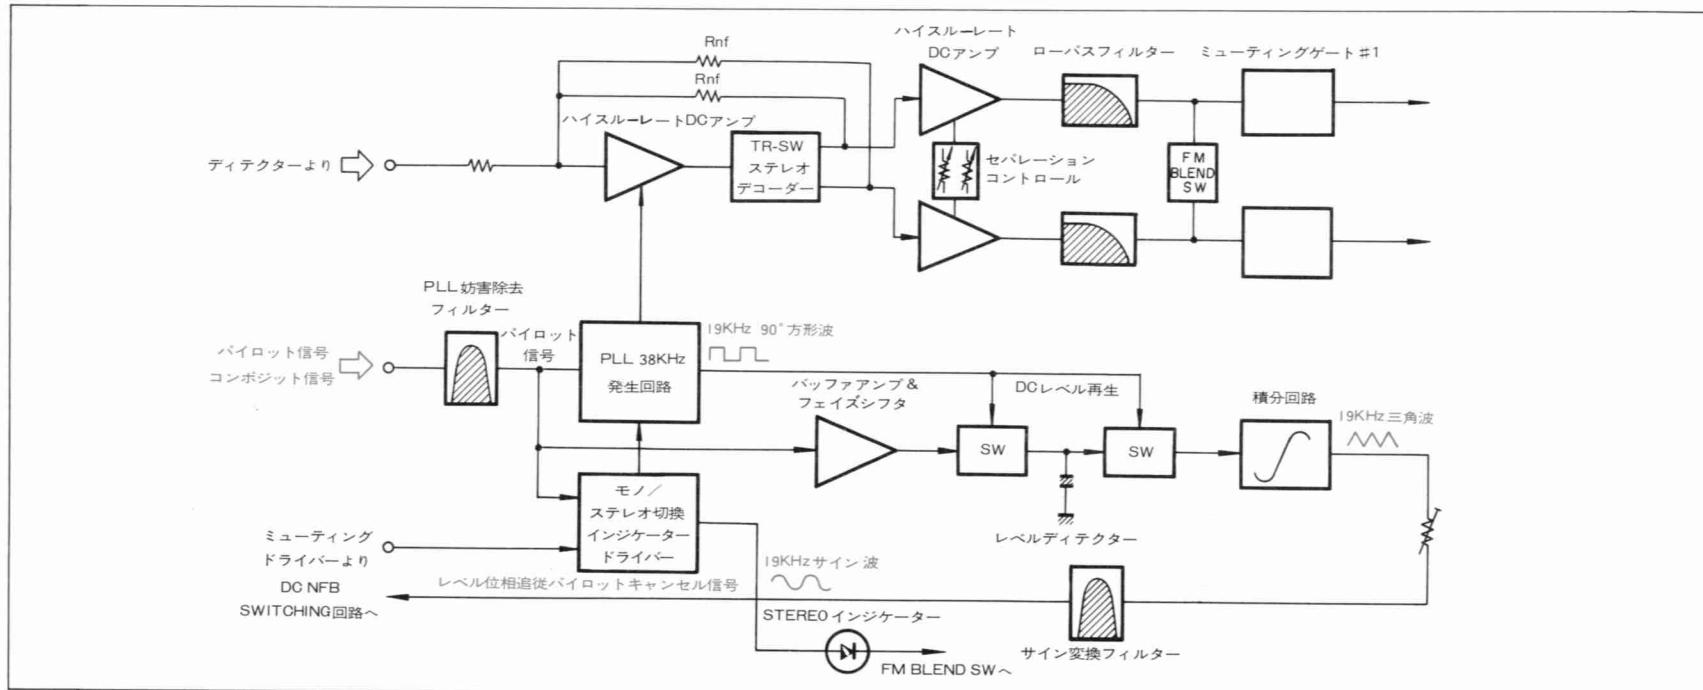 Rnf
Rnf
ハイスルーレートDCアンプ
ディテクターより
TR-SW
ステレオ
デコーダー
ハイスルーレート
DCアンプ
ローパスフィルター
ミューティングゲート#1
セパレーション
コントロール
FM
BLEND
SW
PLL妨害除去
フィルター
パイロット
信号
パイロット信号
コンポジット信号
PLL 38KHz
発生回路
19KHz 90°方形波
バッファアンプ&
フェイズシフタ
DCレベル再生
SW
SW
積分回路
19KHz三角波
レベルディテクター
モノ/
ステレオ切換
インジケーター
ドライバー
ミューティング
ドライバーより
DC NFB
SWITCHING回路へ
レベル位相追従パイロットキャンセル信号
19KHzサイン波
STEREOインジケーター
FM BLEND SWへ
サイン変換フィルター